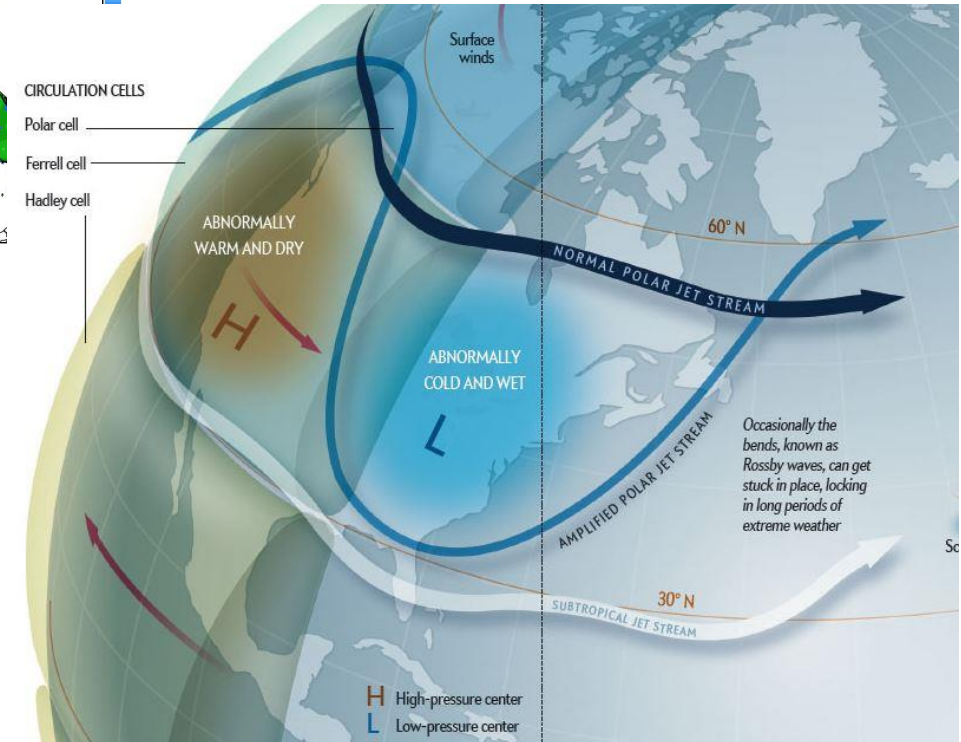 Surface
winds
CIRCULATION CELLS
Polar cell
Ferrell cell
Hadley cell
ABNORMALLY
WARM AND DRY
H
60° N
NORMAL POLAR JET STREAM
ABNORMALLY
COLD AND WET
L
AMPLIFIED POLAR JET STREAM
Occasionally the
bends, known as
Rossby waves, can get
stuck in place, locking
in long periods of
extreme weather
30° N
SUBTROPICAL JET STREAM
H High-pressure center
L Low-pressure center